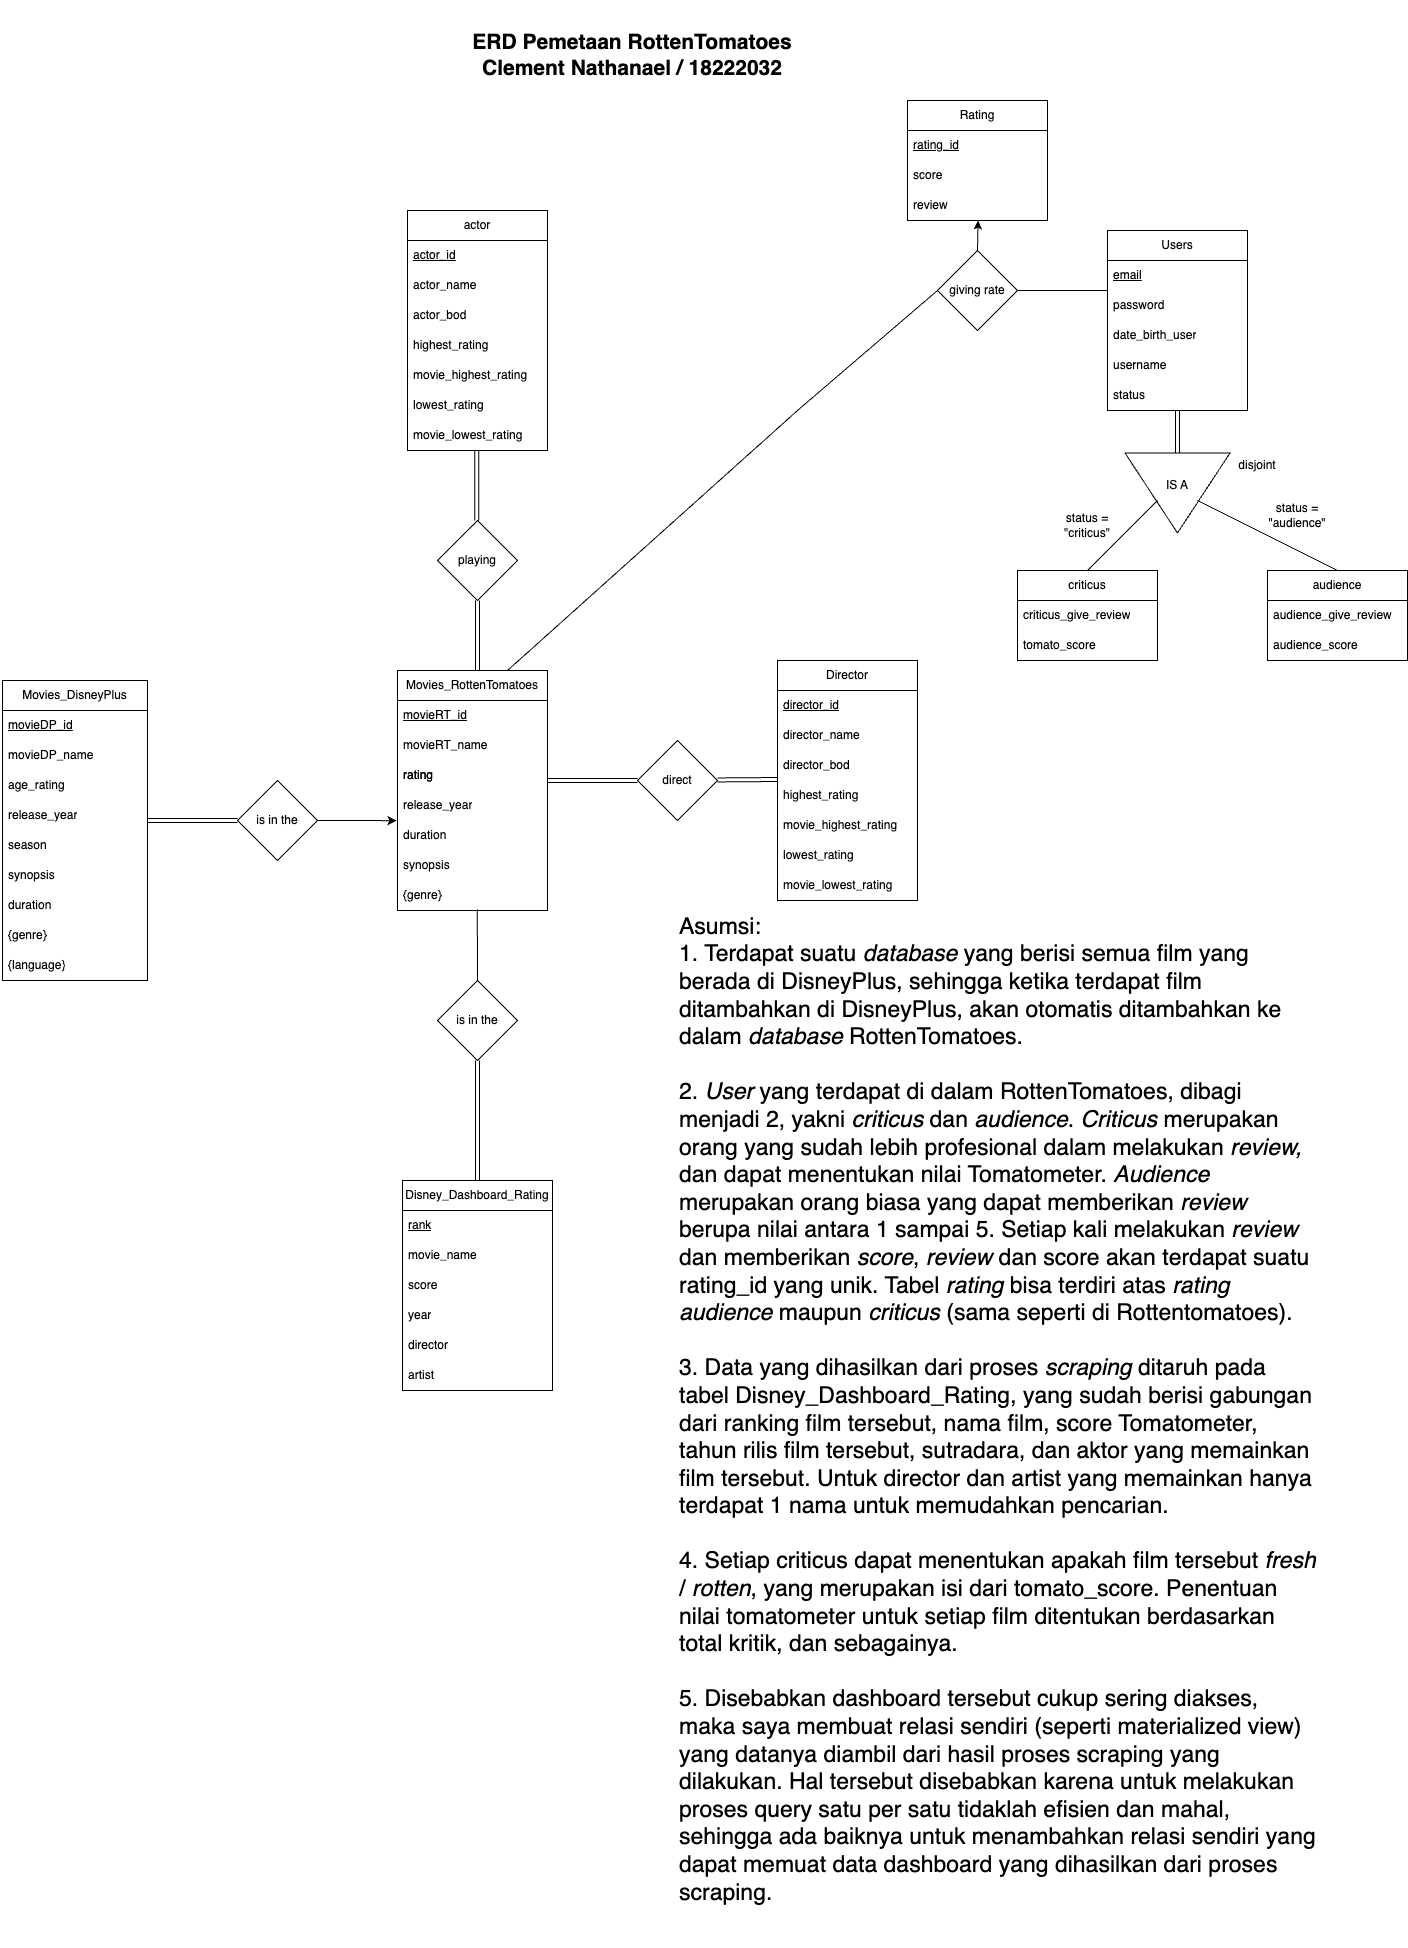 ERD Pemetaan RottenTomatoes
Clement Nathanael / 18222032
Rating
rating_id
score
review
actor
actor_id
actor_name
actor_bod
highest_rating
movie_highest_rating
lowest_rating
movie_lowest_rating
giving rate
Users
email
password
date_birth_user
username
status
IS A
disjoint
status =
"criticus"
status =
"audience"
criticus
criticus_give_review
tomato_score
audience
audience_give_review
audience_score
playing
Movies_DisneyPlus
movieDP_id
movieDP_name
age_rating
release_year
season
synopsis
duration
{genre}
{language}
is in the
Movies_RottenTomatoes
movieRT_id
movieRT_name
rating
release_year
duration
synopsis
{genre}
direct
Director
director_id
director_name
director_bod
highest_rating
movie_highest_rating
lowest_rating
movie_lowest_rating
is in the
Disney_Dashboard_Rating
rank
movie_name
score
year
director
artist
Asumsi:
1. Terdapat suatu database yang berisi semua film yang
berada di DisneyPlus, sehingga ketika terdapat film
ditambahkan di DisneyPlus, akan otomatis ditambahkan ke
dalam database RottenTomatoes.
2. User yang terdapat di dalam RottenTomatoes, dibagi
menjadi 2, yakni criticus dan audience. Criticus merupakan
orang yang sudah lebih profesional dalam melakukan review,
dan dapat menentukan nilai Tomatometer. Audience
merupakan orang biasa yang dapat memberikan review
berupa nilai antara 1 sampai 5. Setiap kali melakukan review
dan memberikan score, review dan score akan terdapat suatu
rating_id yang unik. Tabel rating bisa terdiri atas rating
audience maupun criticus (sama seperti di Rottentomatoes).
3. Data yang dihasilkan dari proses scraping ditaruh pada
tabel Disney_Dashboard_Rating, yang sudah berisi gabungan
dari ranking film tersebut, nama film, score Tomatometer,
tahun rilis film tersebut, sutradara, dan aktor yang memainkan
film tersebut. Untuk director dan artist yang memainkan hanya
terdapat 1 nama untuk memudahkan pencarian.
4. Setiap criticus dapat menentukan apakah film tersebut fresh
/ rotten, yang merupakan isi dari tomato_score. Penentuan
nilai tomatometer untuk setiap film ditentukan berdasarkan
total kritik, dan sebagainya.
5. Disebabkan dashboard tersebut cukup sering diakses,
maka saya membuat relasi sendiri (seperti materialized view)
yang datanya diambil dari hasil proses scraping yang
dilakukan. Hal tersebut disebabkan karena untuk melakukan
proses query satu per satu tidaklah efisien dan mahal,
sehingga ada baiknya untuk menambahkan relasi sendiri yang
dapat memuat data dashboard yang dihasilkan dari proses
scraping.